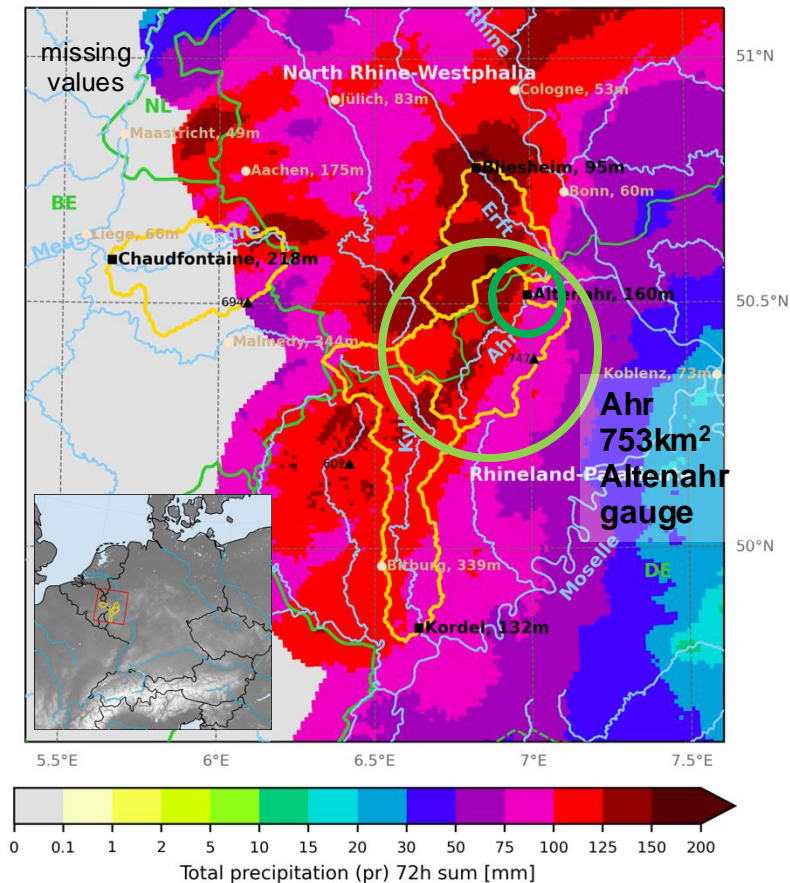 51°N
missing
values
North Rhine-Westphalia
Rhine
Cologne, 53m
Jülich, 83m
NL
Maastricht, 49m
Aachen, 175m
Bliesheim, 95m
Bonn, 60m
BE
Erft
Meus
Liege, 66m
Vesdre
Chaudfontaine, 218m
694
Altenahr, 160m
50.5°N
Malmedy, 344m
Ahr
747
Koblenz, 73m
Ahr
753km²
Altenahr
gauge
Kyll
602
Rhineland-Palatin
50°N
Bitburg, 339m
Moselle
DE
Kordel, 132m
5.5°E 6°E 6.5°E 7°E 7.5°E
0 0.1 1 2 5 10 15 20 30 50 75 100 125 150 200
Total precipitation (pr) 72h sum [mm]